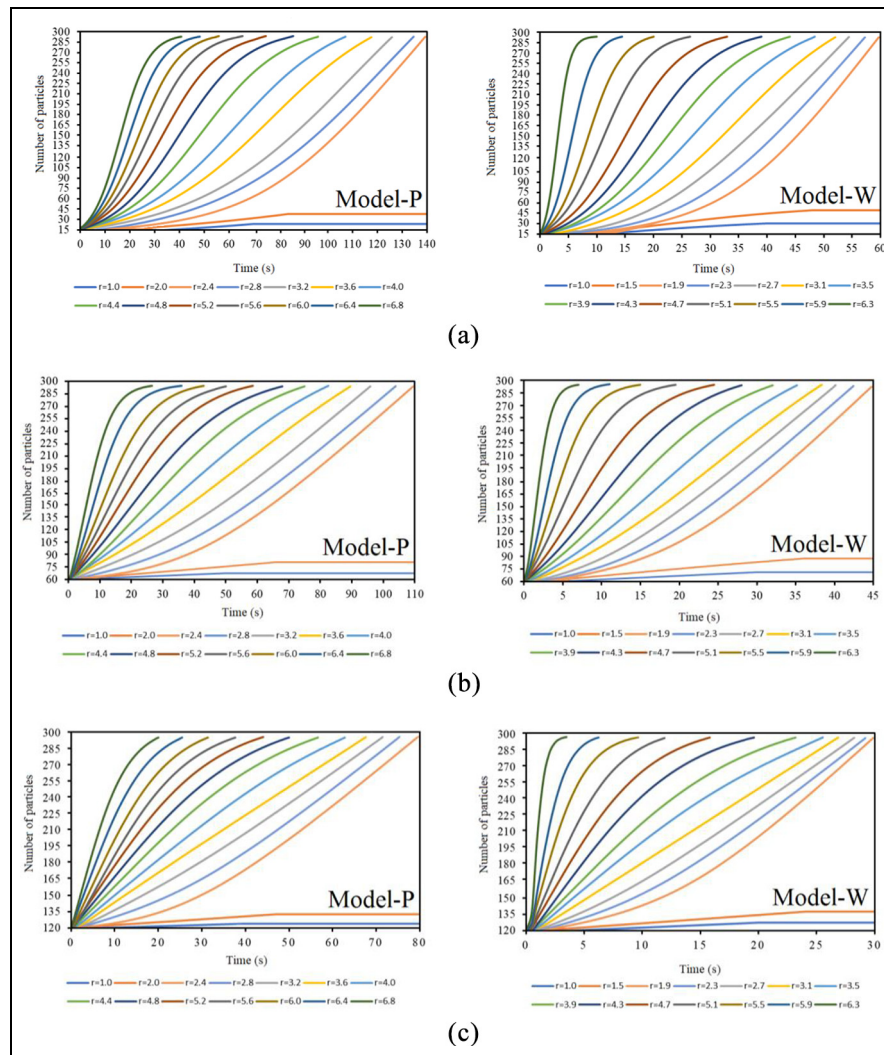 300
285
270
255
240
225
210
195
180
165
150
135
120
105
90
75
60
45
30
15
Number of particles
Model-P
0 10 20 30 40 50 60 70 80 90 100 110 120 130 140
Time (s)
r=1.0 r=2.0 r=2.4 r=2.8 r=3.2 r=3.6 r=4.0
r=4.4 r=4.8 r=5.2 r=5.6 r=6.0 r=6.4 r=6.8
300
285
270
255
240
225
210
195
180
165
150
135
120
105
90
75
60
45
30
15
Number of particles
Model-W
0 5 10 15 20 25 30 35 40 45 50 55 60
Time (s)
r=1.0 r=1.5 r=1.9 r=2.3 r=2.7 r=3.1 r=3.5
r=3.9 r=4.3 r=4.7 r=5.1 r=5.5 r=5.9 r=6.3
(a)
300
285
270
255
240
225
210
195
180
165
150
135
120
105
90
75
60
Number of particles
Model-P
0 10 20 30 40 50 60 70 80 90 100 110
Time (s)
r=1.0 r=2.0 r=2.4 r=2.8 r=3.2 r=3.6 r=4.0
r=4.4 r=4.8 r=5.2 r=5.6 r=6.0 r=6.4 r=6.8
300
285
270
255
240
225
210
195
180
165
150
135
120
105
90
75
60
Number of particles
Model-W
0 5 10 15 20 25 30 35 40 45
Time (s)
r=1.0 r=1.5 r=1.9 r=2.3 r=2.7 r=3.1 r=3.5
r=3.9 r=4.3 r=4.7 r=5.1 r=5.5 r=5.9 r=6.3
(b)
300
285
270
255
240
225
210
195
180
165
150
135
120
Number of particles
Model-P
0 10 20 30 40 50 60 70 80
Time (s)
r=1.0 r=2.0 r=2.4 r=2.8 r=3.2 r=3.6 r=4.0
r=4.4 r=4.8 r=5.2 r=5.6 r=6.0 r=6.4 r=6.8
300
285
270
255
240
225
210
195
180
165
150
135
120
Number of particles
Model-W
0 5 10 15 20 25 30
Time (s)
r=1.0 r=1.5 r=1.9 r=2.3 r=2.7 r=3.1 r=3.5
r=3.9 r=4.3 r=4.7 r=5.1 r=5.5 r=5.9 r=6.3
(c)